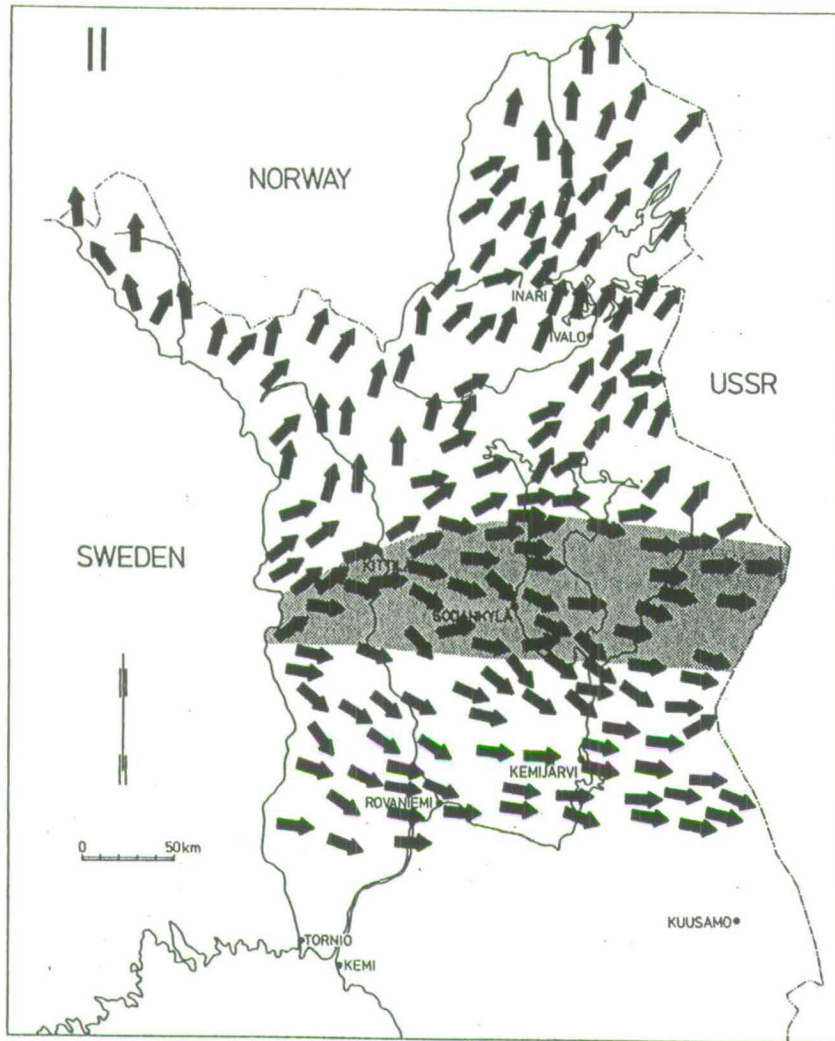 II
NORWAY
INARI
IVALO
USSR
SWEDEN
KITTILÄ
SODANKYLÄ
KEMIJÄRVI
ROVANIEMI
0 50km
KUUSAMO
TORNIO
KEMI